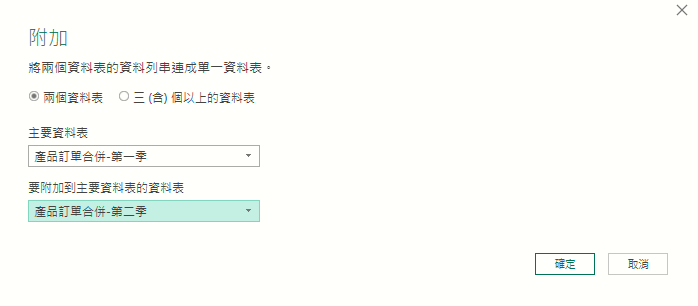 附加
將兩個資料表的資料列串連成單一資料表。
兩個資料表 三 (含) 個以上的資料表
主要資料表
產品訂單合併-第一季
要附加到主要資料表的資料表
產品訂單合併-第二季
確定 取消